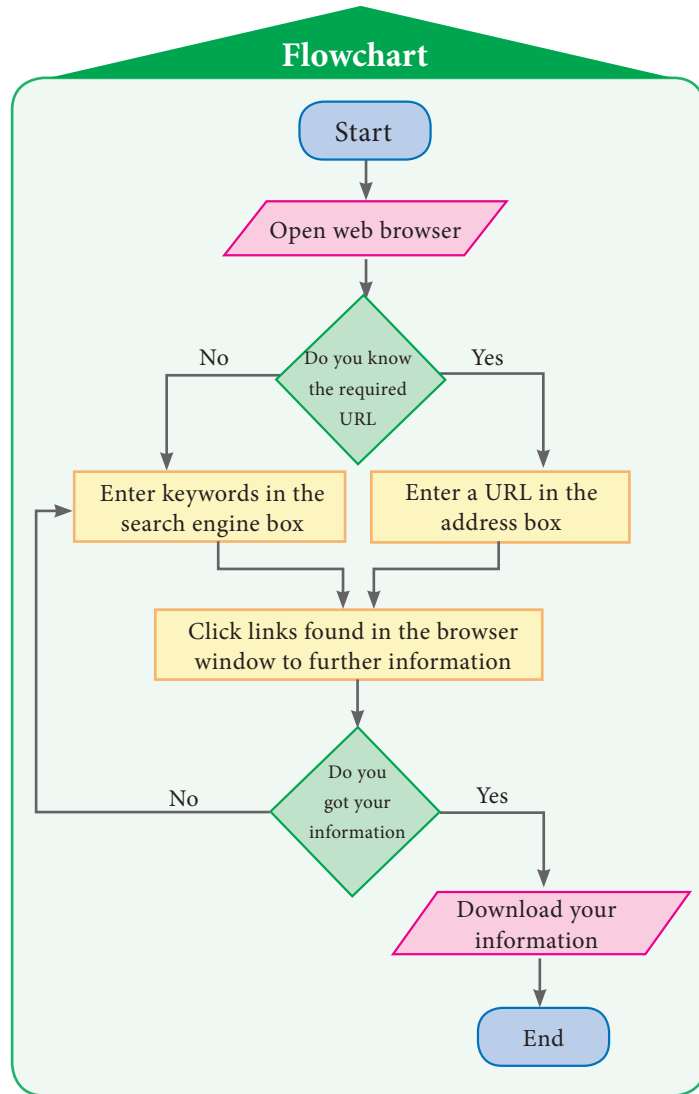 Flowchart
Start
Open web browser
Do you know
the required
URL
No
Yes
Enter keywords in the
search engine box
Enter a URL in the
address box
Click links found in the browser
window to further information
Do you
got your
information
No
Yes
Download your
information
End